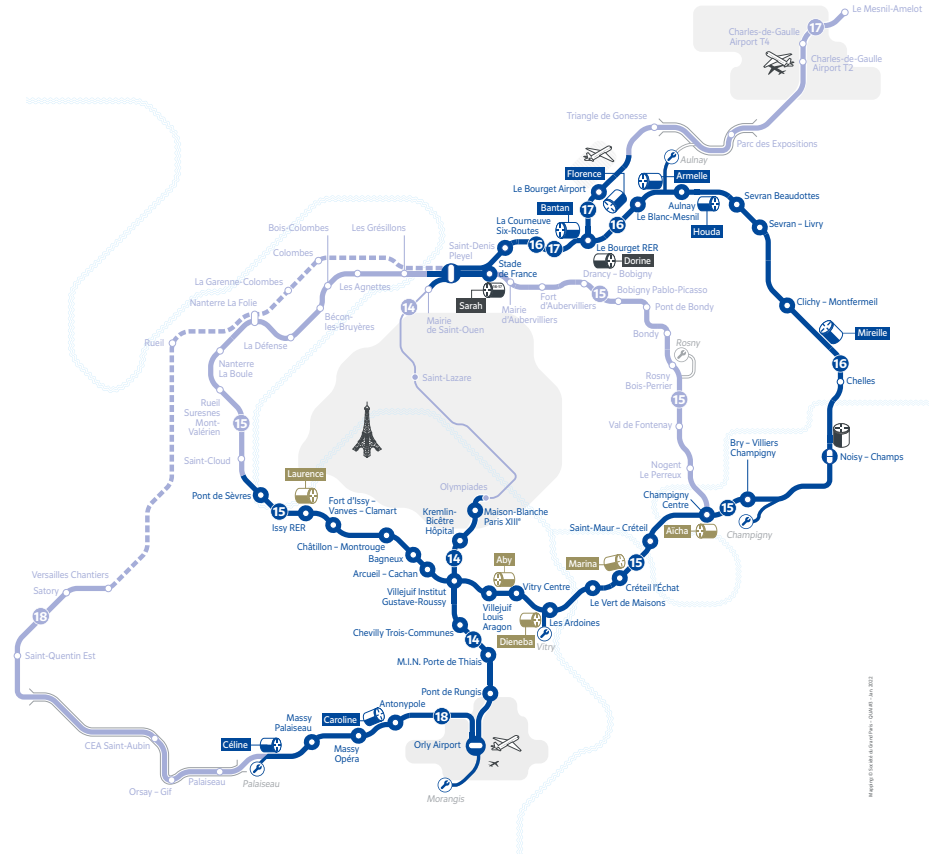 Le Mesnil-Amelot
17
Charles-de-Gaulle
Airport T4
Charles-de-Gaulle
Airport T2
Triangle de Gonesse
Parc des Expositions
Aulnay
Florence
Armelle
Le Bourget Airport
Sevran Beaudottes
Bantan
17
Aulnay
Le Blanc-Mesnil
16
Houda
Sevran – Livry
La Courneuve
Six-Routes
16
17
Le Bourget RER
Dorine
Bois-Colombes
Les Grésillons
Saint-Denis
Pleyel
Stade
de France
Colombes
Drancy – Bobigny
La Garenne-Colombes
Les Agnettes
Sarah
Fort
d'Aubervilliers
15
Bobigny Pablo-Picasso
Nanterre La Folie
14
Mairie
d'Aubervilliers
Pont de Bondy
Clichy – Montfermeil
Bécon-
les-Bruyères
Mairie
de Saint-Ouen
Bondy
Mireille
Rueil
La Défense
Rosny
16
Nanterre
La Boule
Saint-Lazare
Rosny
Bois-Perrier
Chelles
Rueil
Suresnes
Mont-
Valérien
15
15
Val de Fontenay
Bry – Villiers
Champigny
Noisy – Champs
Saint-Cloud
Nogent
Le Perreux
Laurence
Olympiades
Pont de Sèvres
15
Issy RER
Fort d'Issy –
Vanves – Clamart
Kremlin-
Bicêtre
Hôpital
Maison-Blanche
Paris XIIIᵉ
Champigny
Centre
15
Champigny
Saint-Maur – Créteil
Aïcha
Châtillon – Montrouge
Bagneux
14
Aby
Marina
15
Arcueil – Cachan
Versailles Chantiers
Satory
Villejuif Institut
Gustave-Roussy
Vitry Centre
Créteil l'Échat
Le Vert de Maisons
18
Villejuif
Louis
Aragon
Les Ardoines
Chevilly Trois-Communes
14
Dieneba
Vitry
Saint-Quentin Est
M.I.N. Porte de Thiais
Pont de Rungis
Antonypole
Massy
Palaiseau
Caroline
18
Céline
Massy
Opéra
Orly Airport
CEA Saint-Aubin
Palaiseau
Palaiseau
Orsay – Gif
Morangis